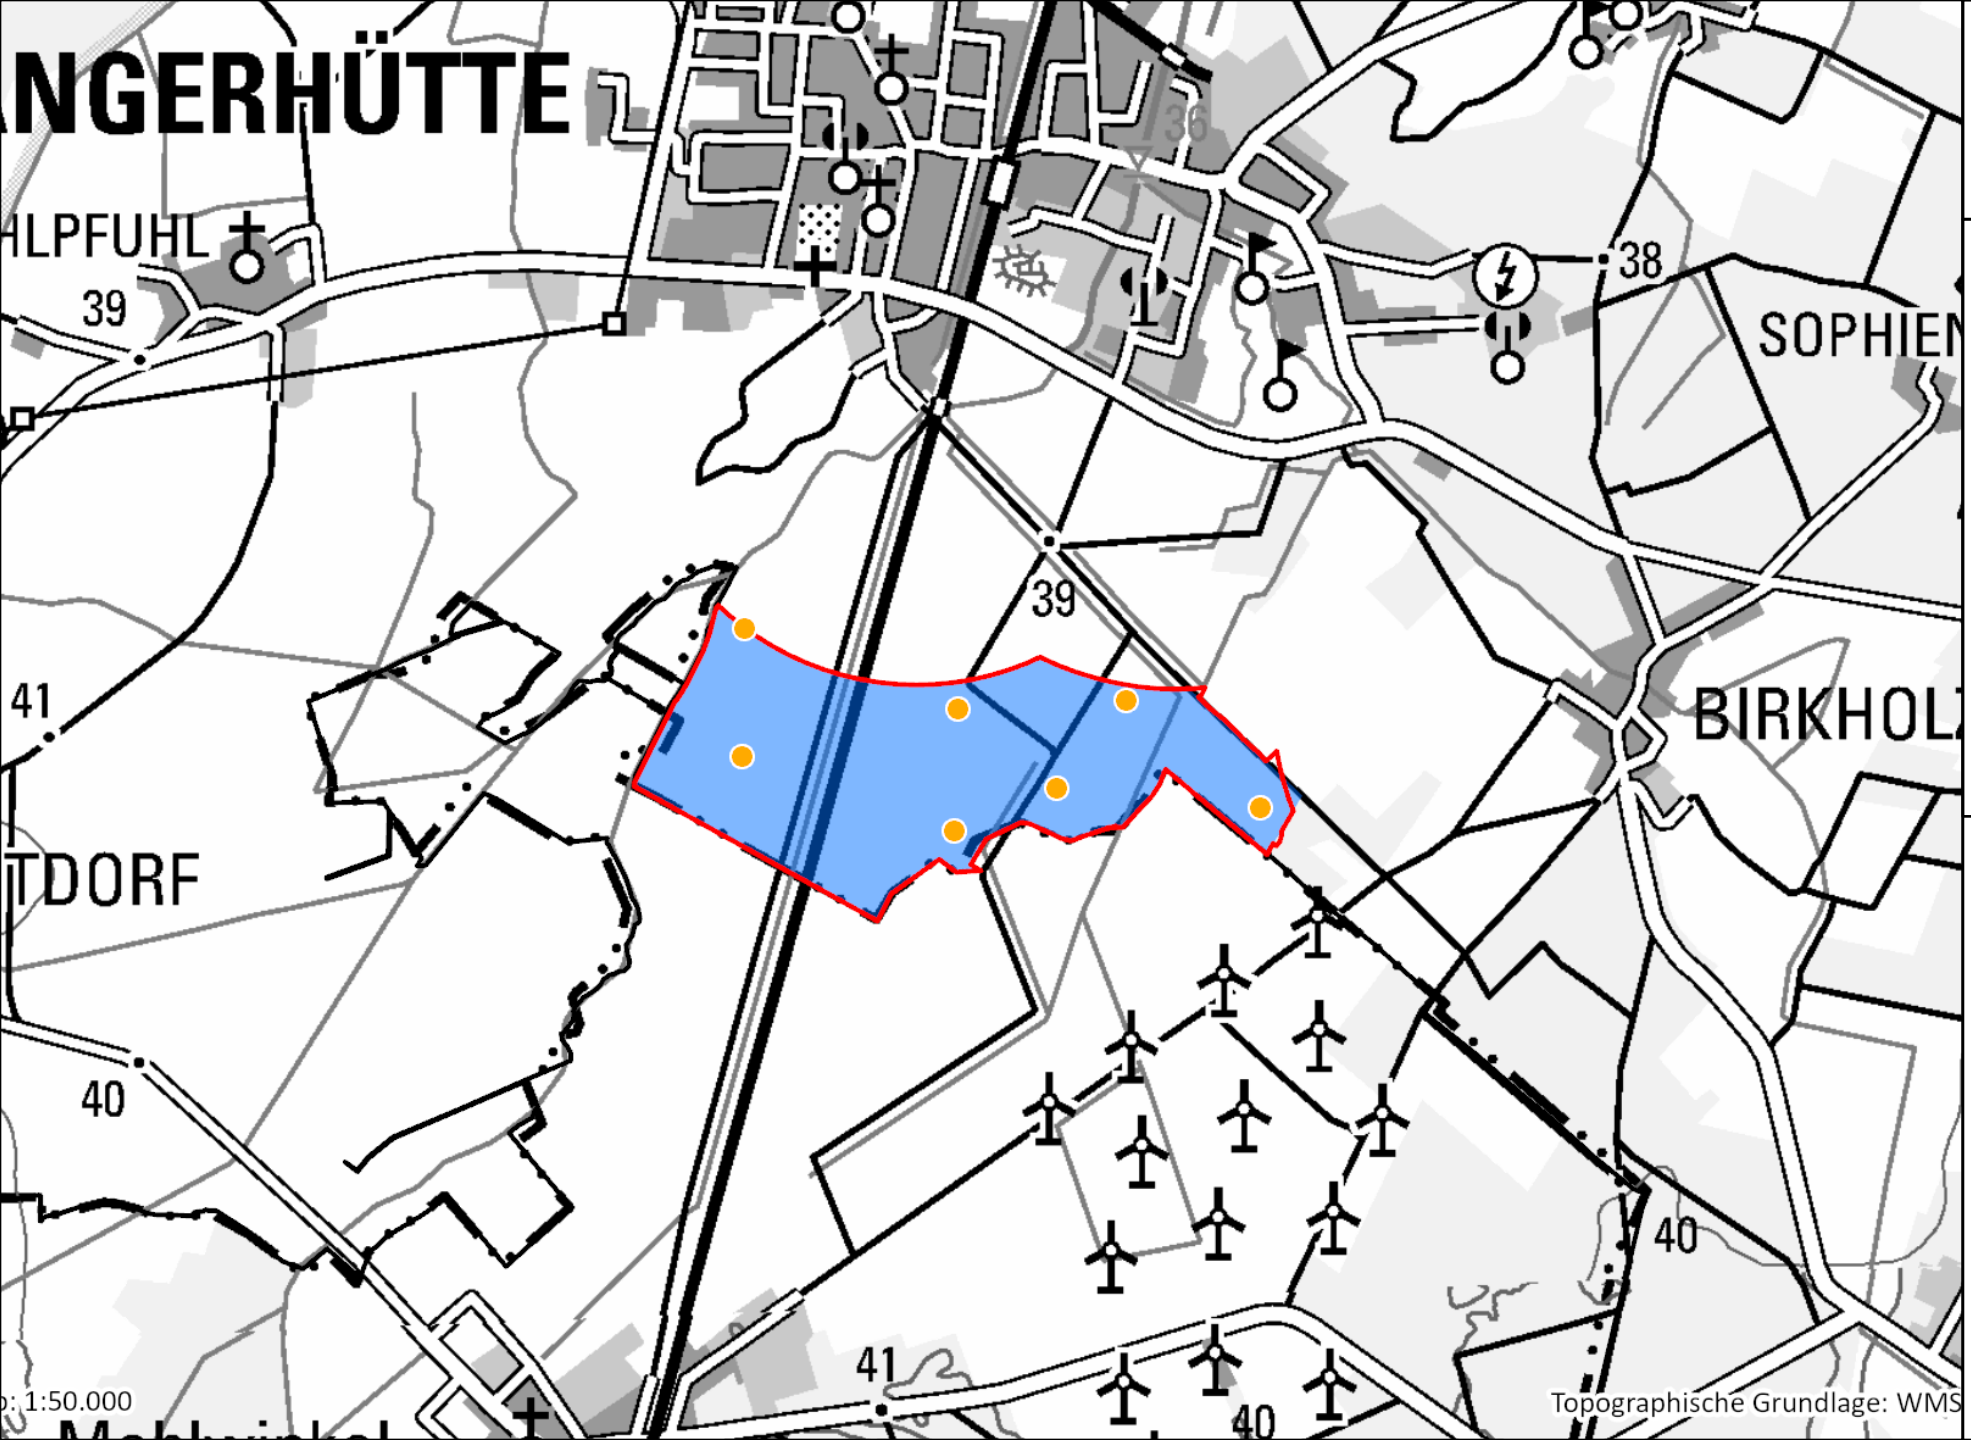 NGERHÜTTE
36
HLPFUHL
39
38
SOPHIEN
39
41
BIRKHOLZ
TDORF
40
40
41
: 1:50.000
Topographische Grundlage: WMS
40